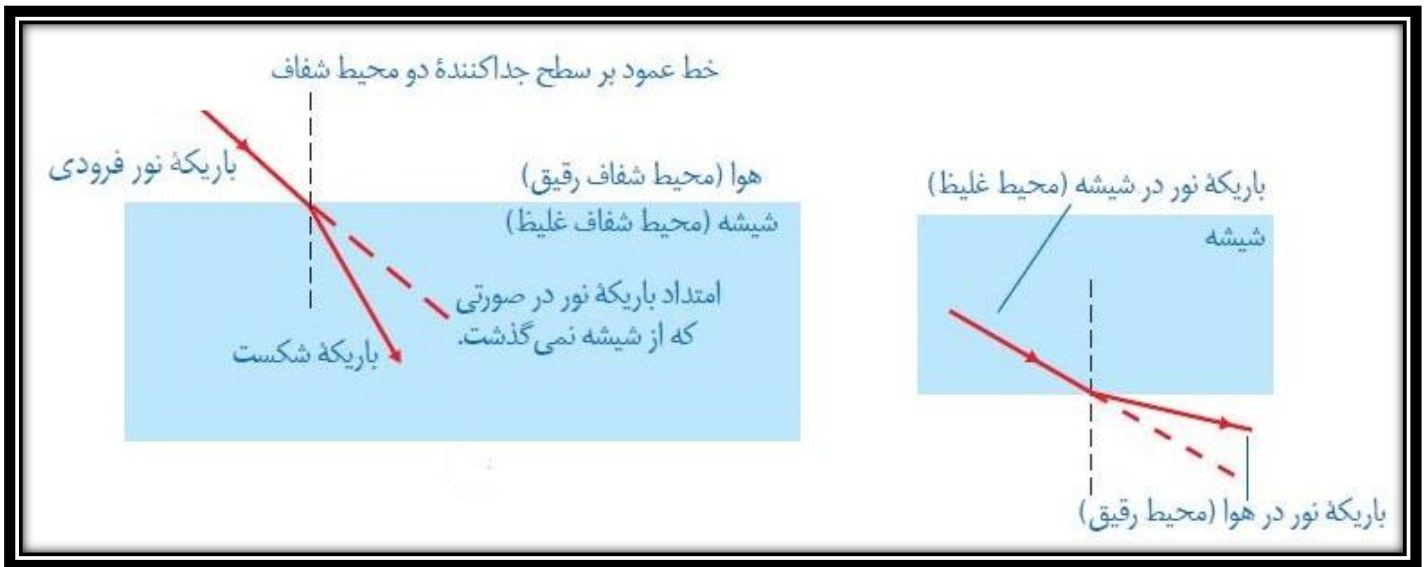 خط عمود بر سطح جداکنندهٔ دو محیط شفاف
باریکهٔ نور فرودی
هوا (محیط شفاف رقیق)
شیشه (محیط شفاف غلیظ)
امتداد باریکهٔ نور در صورتی
که از شیشه نمی‌گذشت.
باریکهٔ شکست
باریکهٔ نور در شیشه (محیط غلیظ)
شیشه
باریکهٔ نور در هوا (محیط رقیق)